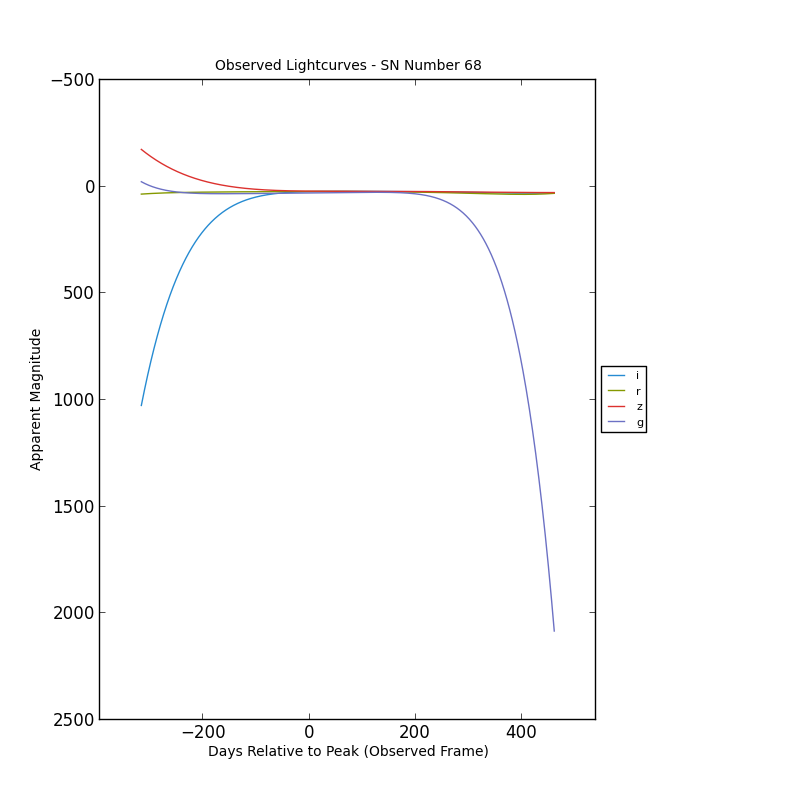 Observed Lightcurves - SN Number 68
−500
0
500
1000
1500
2000
2500
Apparent Magnitude
−200
0
200
400
Days Relative to Peak (Observed Frame)
i
r
z
g